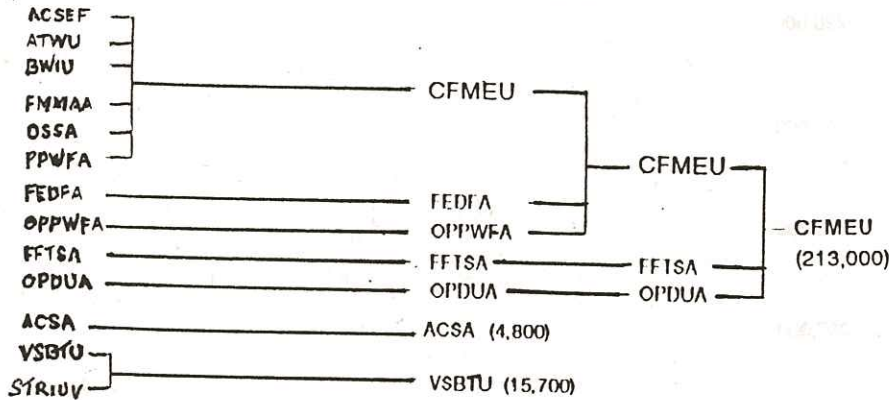 ACSEF
ATWU
BWIU
CFMEU
FMMAA
OSSA
PPWFA
CFMEU
FEDFA FEDFA
OPPWFA OPPWFA
CFMEU
(213,000)
FFTSA FFTSA FFTSA
OPDUA OPDUA OPDUA
ACSA ACSA (4,800)
VSBTU
VSBTU (15,700)
STRIUV